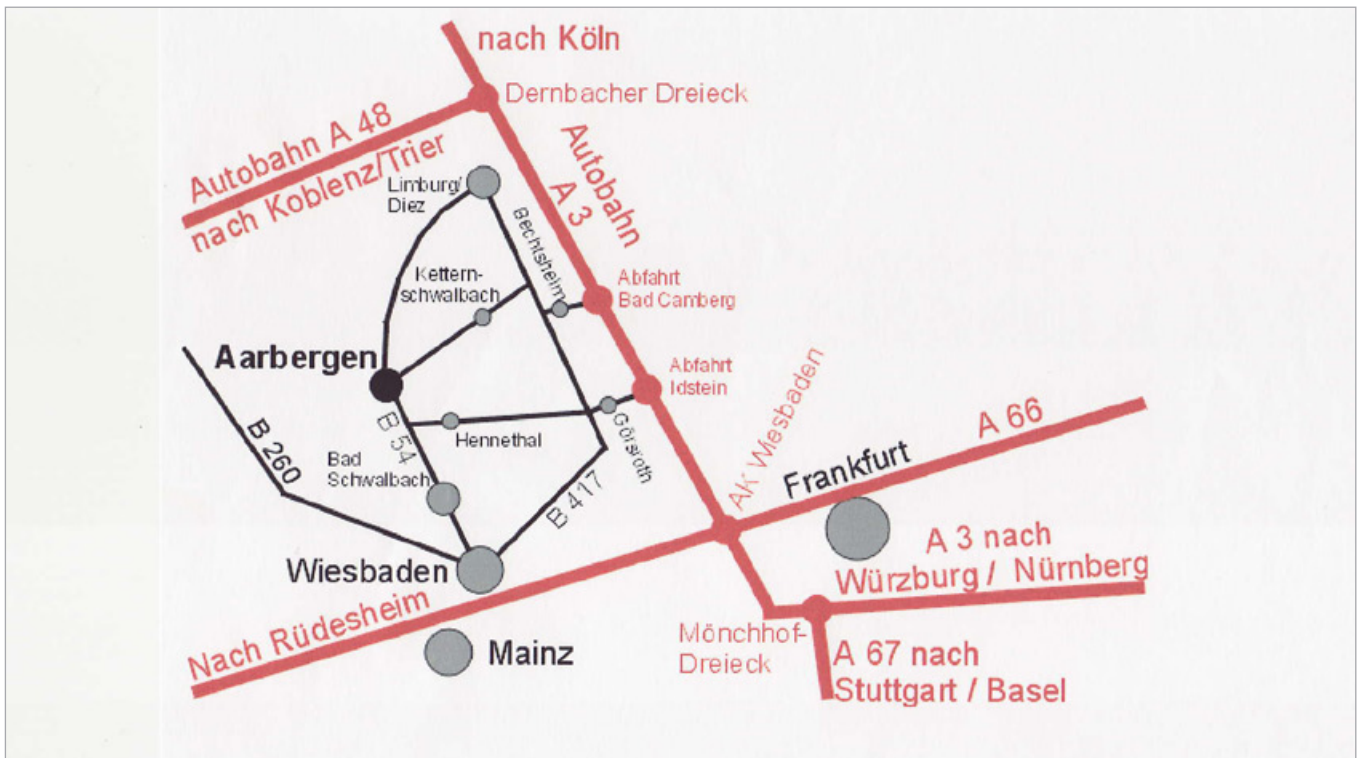 nach Köln
Dernbacher Dreieck
Autobahn A 48
nach Koblenz/Trier
Autobahn
A 3
Limburg/
Diez
Bechtsheim
Kettern-
schwalbach
Abfahrt
Bad Camberg
Aarbergen
Abfahrt
Idstein
B 260
B 54
Hennethal
Görsroth
Bad
Schwalbach
B 417
AK Wiesbaden
A 66
Frankfurt
Wiesbaden
A 3 nach
Würzburg / Nürnberg
Nach Rüdesheim
Mainz
Mönchhof-
Dreieck
A 67 nach
Stuttgart / Basel